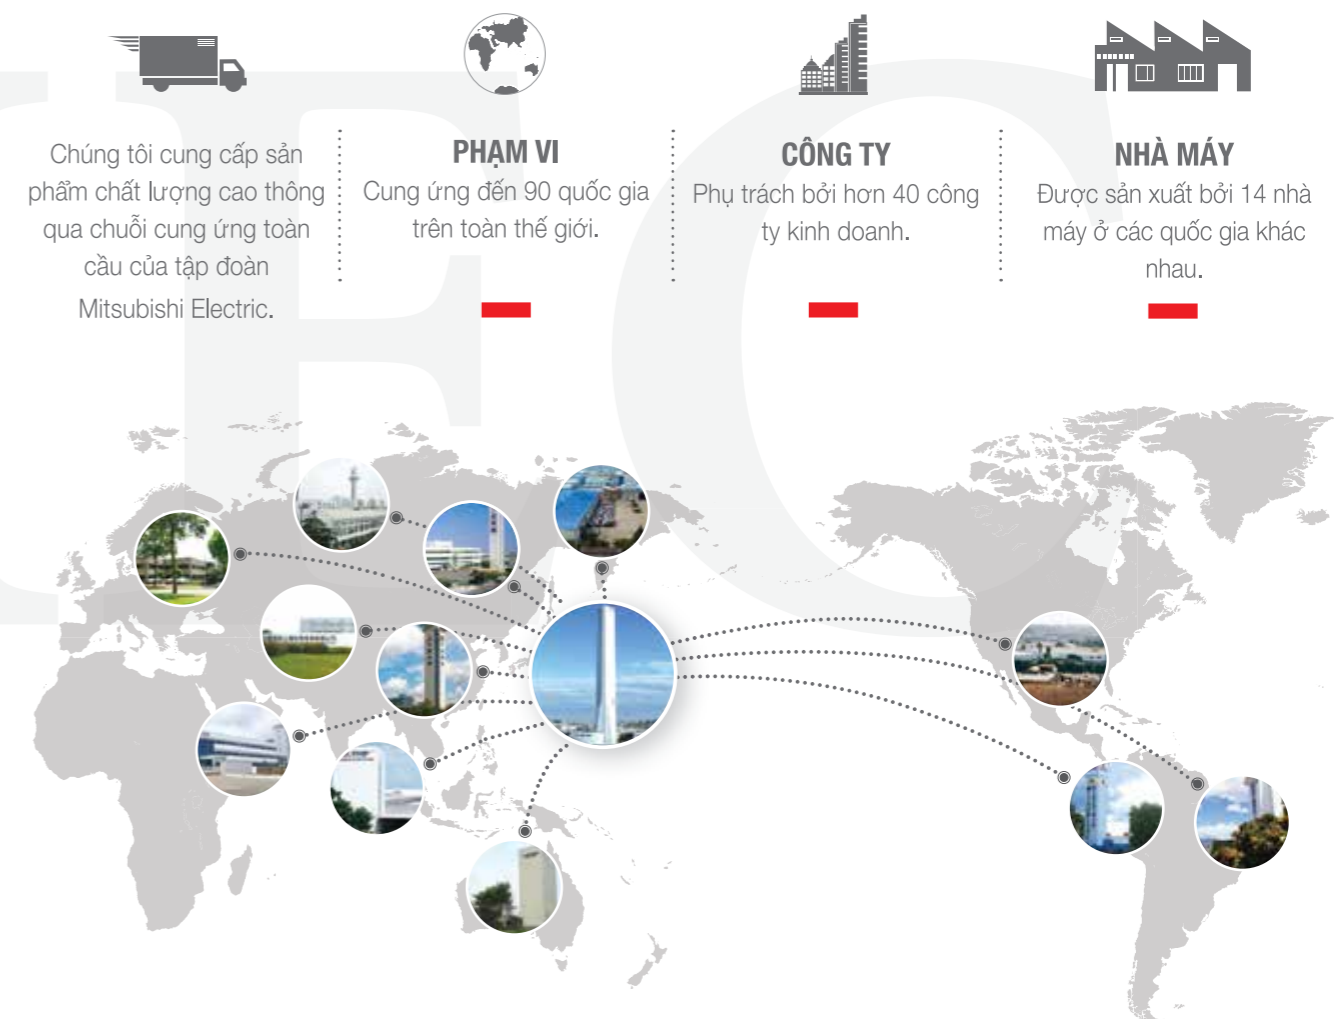 Chúng tôi cung cấp sản
phẩm chất lượng cao thông
qua chuỗi cung ứng toàn
cầu của tập đoàn
Mitsubishi Electric.
PHẠM VI
Cung ứng đến 90 quốc gia
trên toàn thế giới.
CÔNG TY
Phụ trách bởi hơn 40 công
ty kinh doanh.
NHÀ MÁY
Được sản xuất bởi 14 nhà
máy ở các quốc gia khác
nhau.